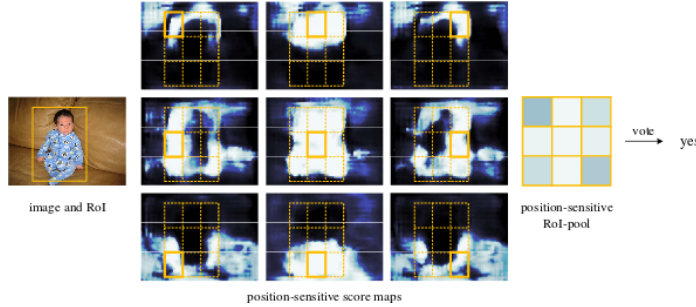 image and RoI
position-sensitive score maps
position-sensitive
RoI-pool
vote
yes